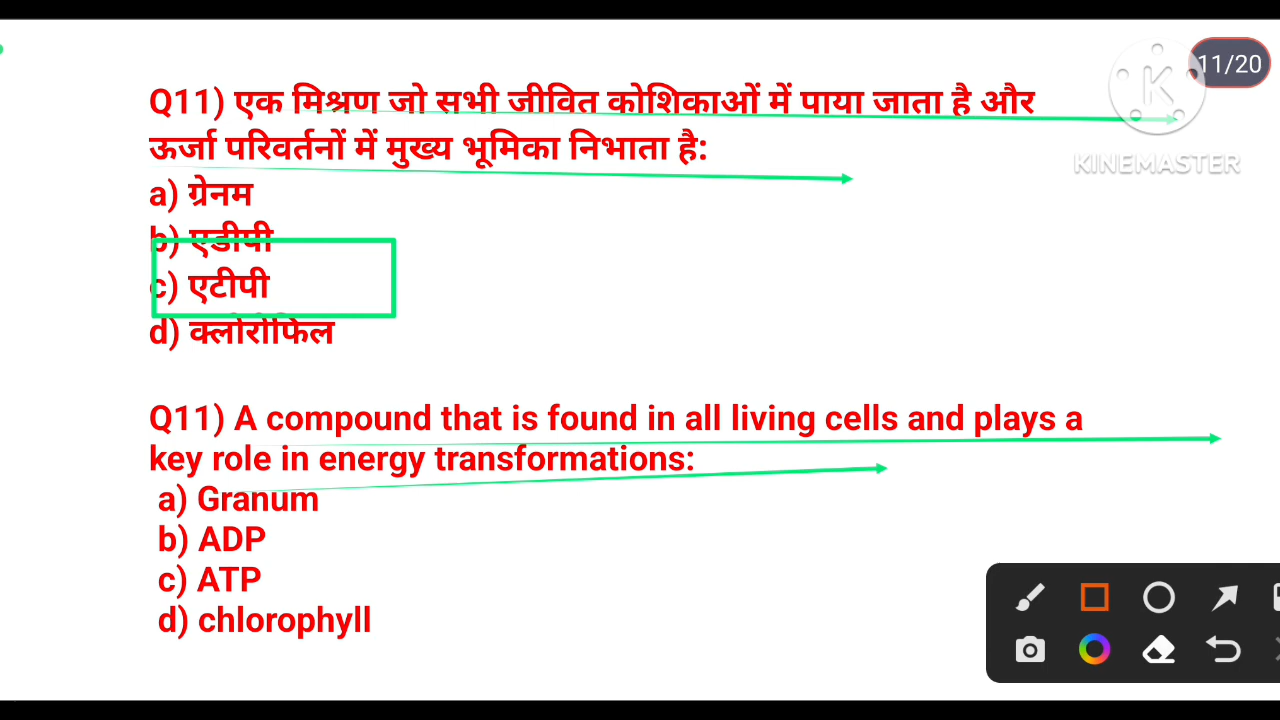 11/20
Q11) एक मिश्रण जो सभी जीवित कोशिकाओं में पाया जाता है और
ऊर्जा परिवर्तनों में मुख्य भूमिका निभाता है:
a) ग्रेनम
b) एडीपी
c) एटीपी
d) क्लोरोफिल
K
KINEMASTER
Q11) A compound that is found in all living cells and plays a
key role in energy transformations:
a) Granum
b) ADP
c) ATP
d) chlorophyll